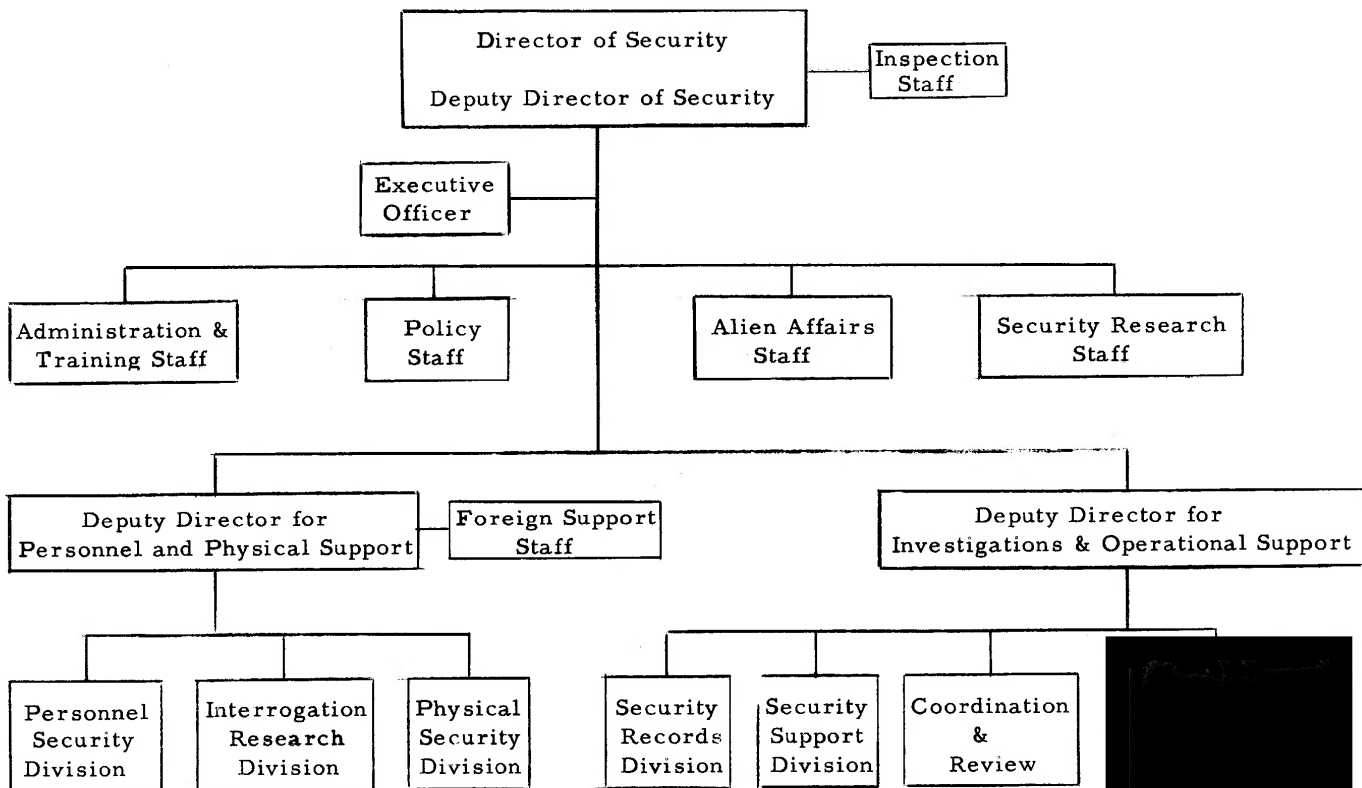 Director of Security
Deputy Director of Security
Inspection
Staff
Executive
Officer
Administration &
Training Staff
Policy
Staff
Alien Affairs
Staff
Security Research
Staff
Deputy Director for
Personnel and Physical Support
Foreign Support
Staff
Deputy Director for
Investigations & Operational Support
Personnel
Security
Division
Interrogation
Research
Division
Physical
Security
Division
Security
Records
Division
Security
Support
Division
Coordination
&
Review